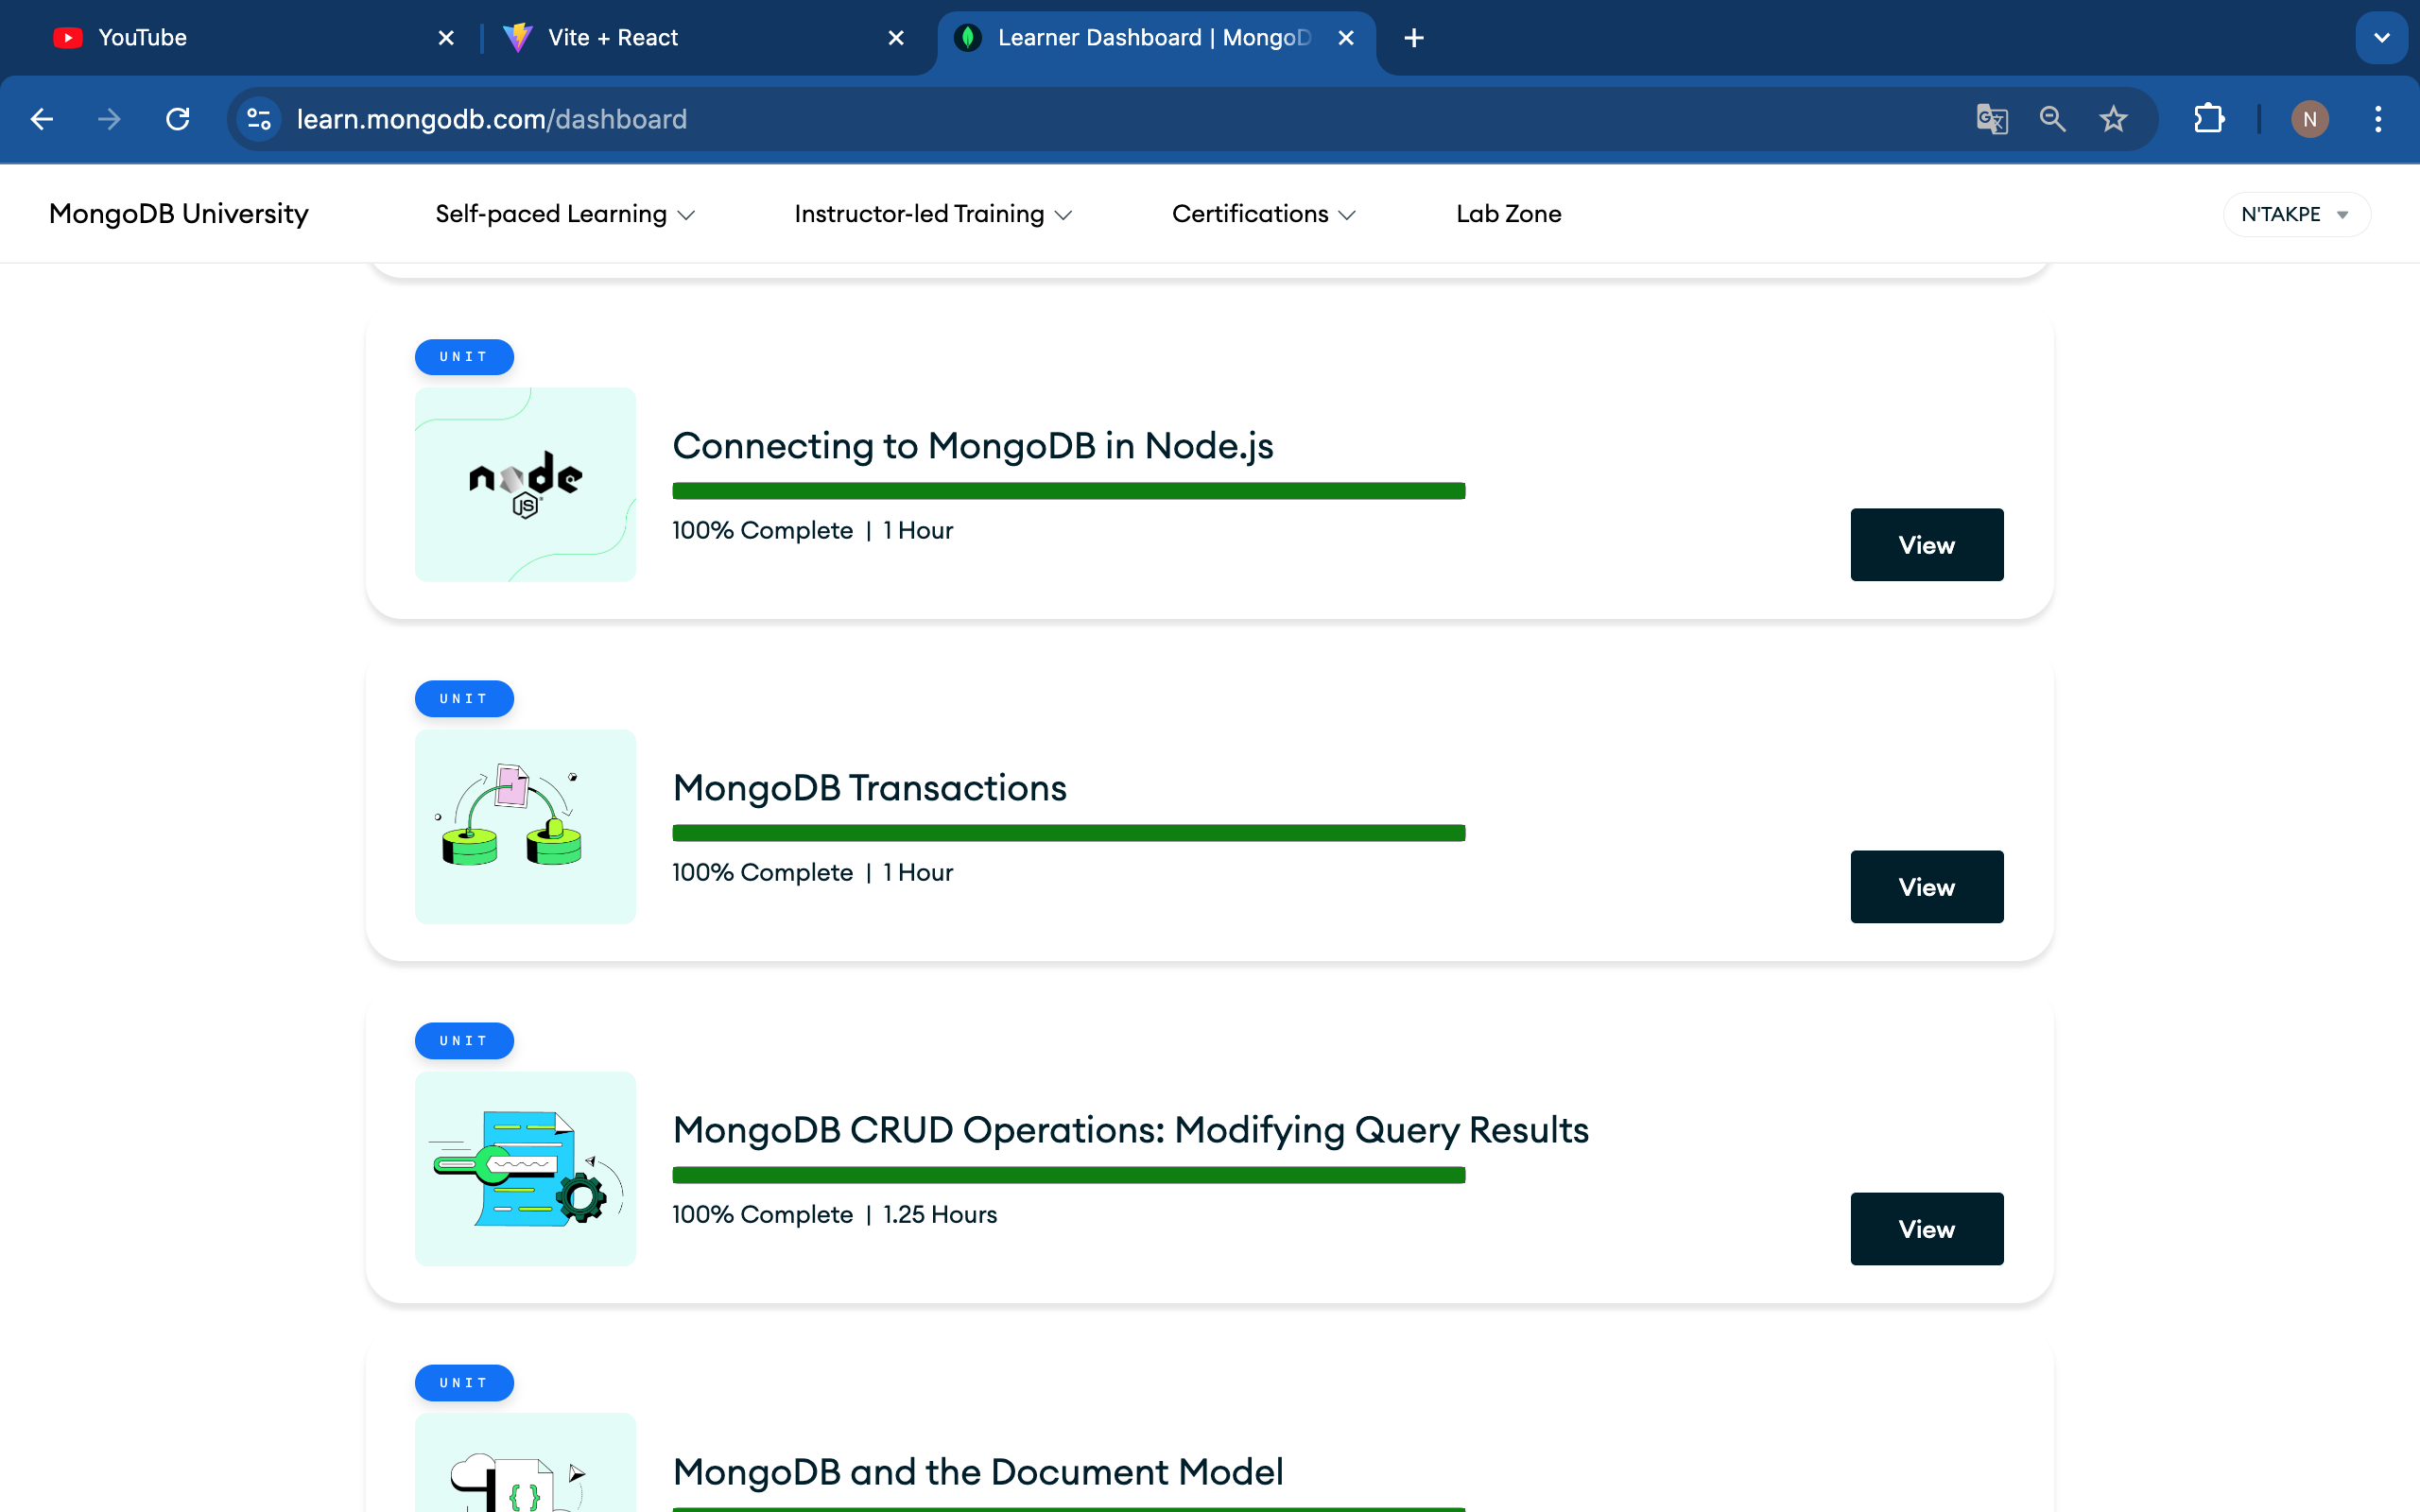 YouTube
Vite + React
Learner Dashboard | MongoD
learn.mongodb.com/dashboard
N
MongoDB University
Self-paced Learning
Instructor-led Training
Certifications
Lab Zone
N'TAKPE
UNIT
node
JS
Connecting to MongoDB in Node.js
100% Complete | 1 Hour
View
UNIT
MongoDB Transactions
100% Complete | 1 Hour
View
UNIT
MongoDB CRUD Operations: Modifying Query Results
100% Complete | 1.25 Hours
View
UNIT
{}
MongoDB and the Document Model